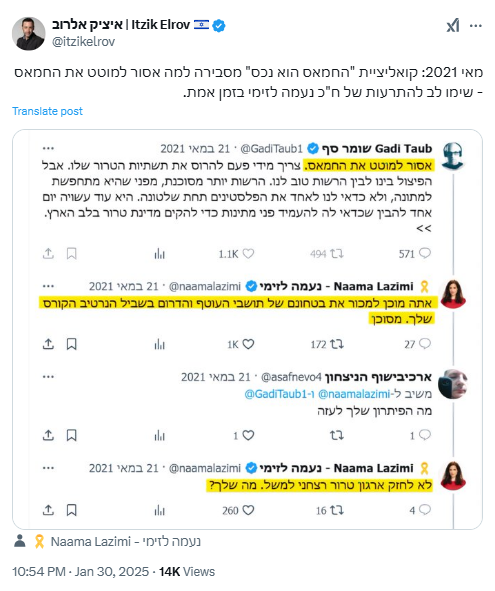 איציק אלרוב | Itzik Elrov
@itzikelrov
מאי 2021: קואליציית "החמאס הוא נכס" מסבירה למה אסור למוטט את החמאס
- שימו לב להתרעות של ח"כ נעמה לזימי בזמן אמת.
Translate post
Gadi Taub שומר סף @GadiTaub1 · 21 במאי 2021
אסור למוטט את החמאס. צריך מידי פעם להרוס את תשתיות הטרור שלו. אבל
הפיצול בינו לבין הרשות טוב לנו. הרשות יותר מסוכנת, מפני שהיא מתחפשת
למתונה, ולא כדאי לנו לאחד את הפלסטינים תחת שלטונה. היא עוד עשויה יום
אחד להבין שכדאי לה להעמיד פני מתינות כדי להקים מדינת טרור בלב הארץ.
>>
571 494 1.1K
Naama Lazimi - נעמה לזימי @naamalazimi · 21 במאי 2021
אתה מוכן למכור את בטחונם של תושבי העוטף והדרום בשביל הנרטיב הקורס
שלך. מסוכן
27 172 1K
ארכיבישוף הניצחון @asafnevo4 · 21 במאי 2021
משיב ל-@naamalazimi ו-@GadiTaub1
מה הפיתרון שלך לעזה
1 1
Naama Lazimi - נעמה לזימי @naamalazimi · 21 במאי 2021
לא לחזק ארגון טרור רצחני למשל. מה שלך?
4 16 260
Naama Lazimi - נעמה לזימי
10:54 PM · Jan 30, 2025 · 14K Views